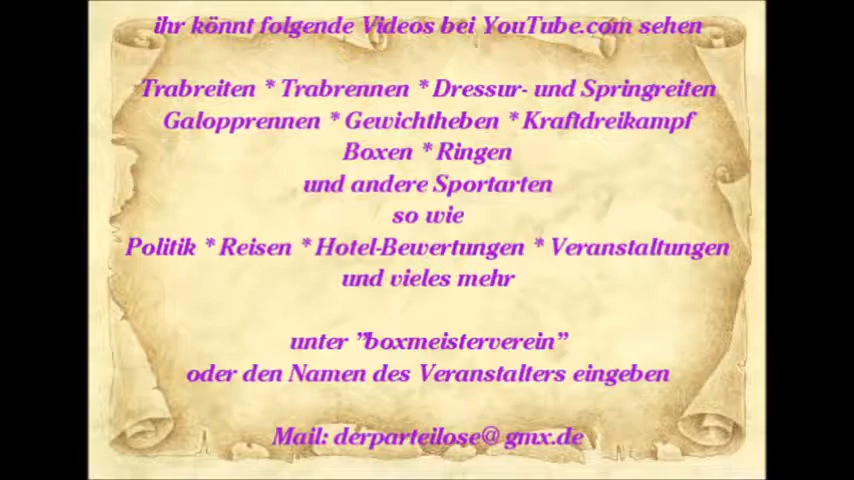 ihr könnt folgende Videos bei YouTube.com sehen
Trabreiten * Trabrennen * Dressur- und Springreiten
Galopprennen * Gewichtheben * Kraftdreikampf
Boxen * Ringen
und andere Sportarten
so wie
Politik * Reisen * Hotel-Bewertungen * Veranstaltungen
und vieles mehr
unter "boxmeisterverein"
oder den Namen des Veranstalters eingeben
Mail: derparteilose@gmx.de